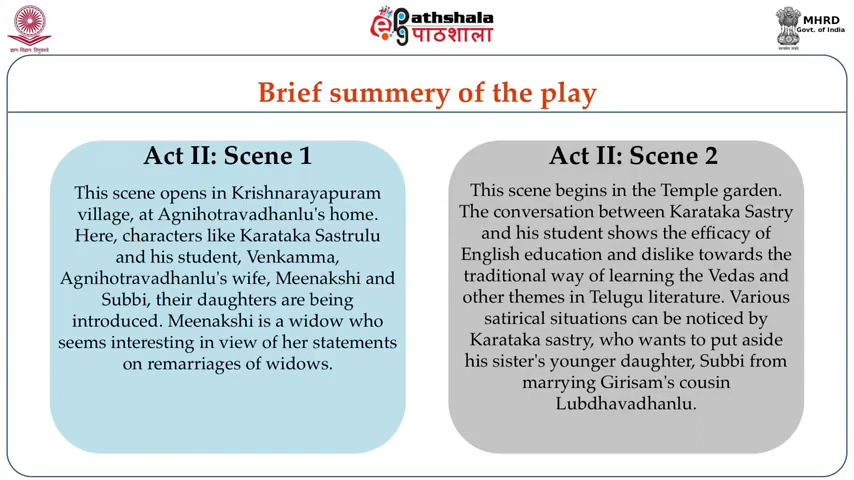 Pathshala
पाठशाला
ज्ञान-विज्ञान विमुक्तये
MHRD
Govt. of India
Brief summery of the play
Act II: Scene 1
This scene opens in Krishnarayapuram
village, at Agnihotravadhanlu's home.
Here, characters like Karataka Sastrulu
and his student, Venkamma,
Agnihotravadhanlu's wife, Meenakshi and
Subbi, their daughters are being
introduced. Meenakshi is a widow who
seems interesting in view of her statements
on remarriages of widows.
Act II: Scene 2
This scene begins in the Temple garden.
The conversation between Karataka Sastry
and his student shows the efficacy of
English education and dislike towards the
traditional way of learning the Vedas and
other themes in Telugu literature. Various
satirical situations can be noticed by
Karataka sastry, who wants to put aside
his sister's younger daughter, Subbi from
marrying Girisam's cousin
Lubdhavadhanlu.